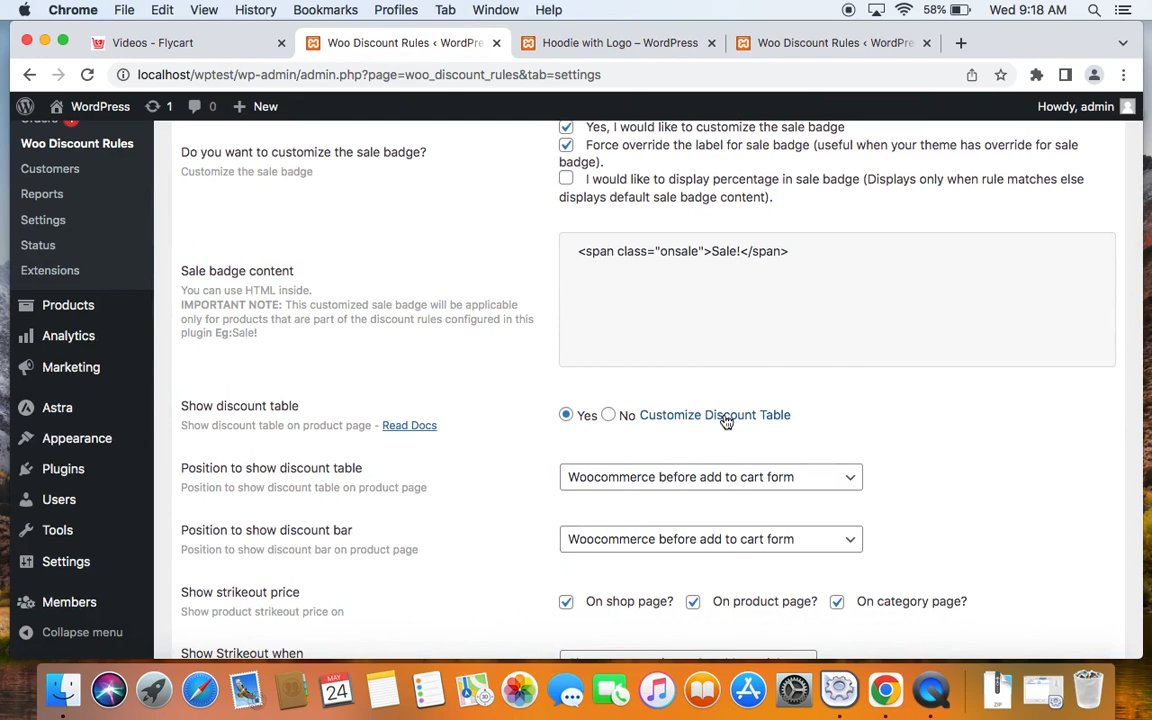 Chrome File Edit View History Bookmarks Profiles Tab Window Help 58% Wed 9:18 AM
Videos - Flycart Woo Discount Rules ‹ WordPre Hoodie with Logo – WordPress Woo Discount Rules ‹ WordPre
localhost/wptest/wp-admin/admin.php?page=woo_discount_rules&tab=settings
WordPress 1 0 New Howdy, admin
Orders
Woo Discount Rules
Customers
Reports
Settings
Status
Extensions
Products
Analytics
Marketing
Astra
Appearance
Plugins
Users
Tools
Settings
Members
Collapse menu
Yes, I would like to customize the sale badge
Do you want to customize the sale badge?
Customize the sale badge
Force override the label for sale badge (useful when your theme has override for sale
badge).
I would like to display percentage in sale badge (Displays only when rule matches else
displays default sale badge content).
Sale badge content
You can use HTML inside.
IMPORTANT NOTE: This customized sale badge will be applicable
only for products that are part of the discount rules configured in this
plugin Eg:Sale!
<span class="onsale">Sale!</span>
Show discount table
Show discount table on product page - Read Docs
Yes No Customize Discount Table
Position to show discount table
Position to show discount table on product page
Woocommerce before add to cart form
Position to show discount bar
Position to show discount bar on product page
Woocommerce before add to cart form
Show strikeout price
Show product strikeout price on
On shop page? On product page? On category page?
Show Strikeout when
MAY
24
ZIP